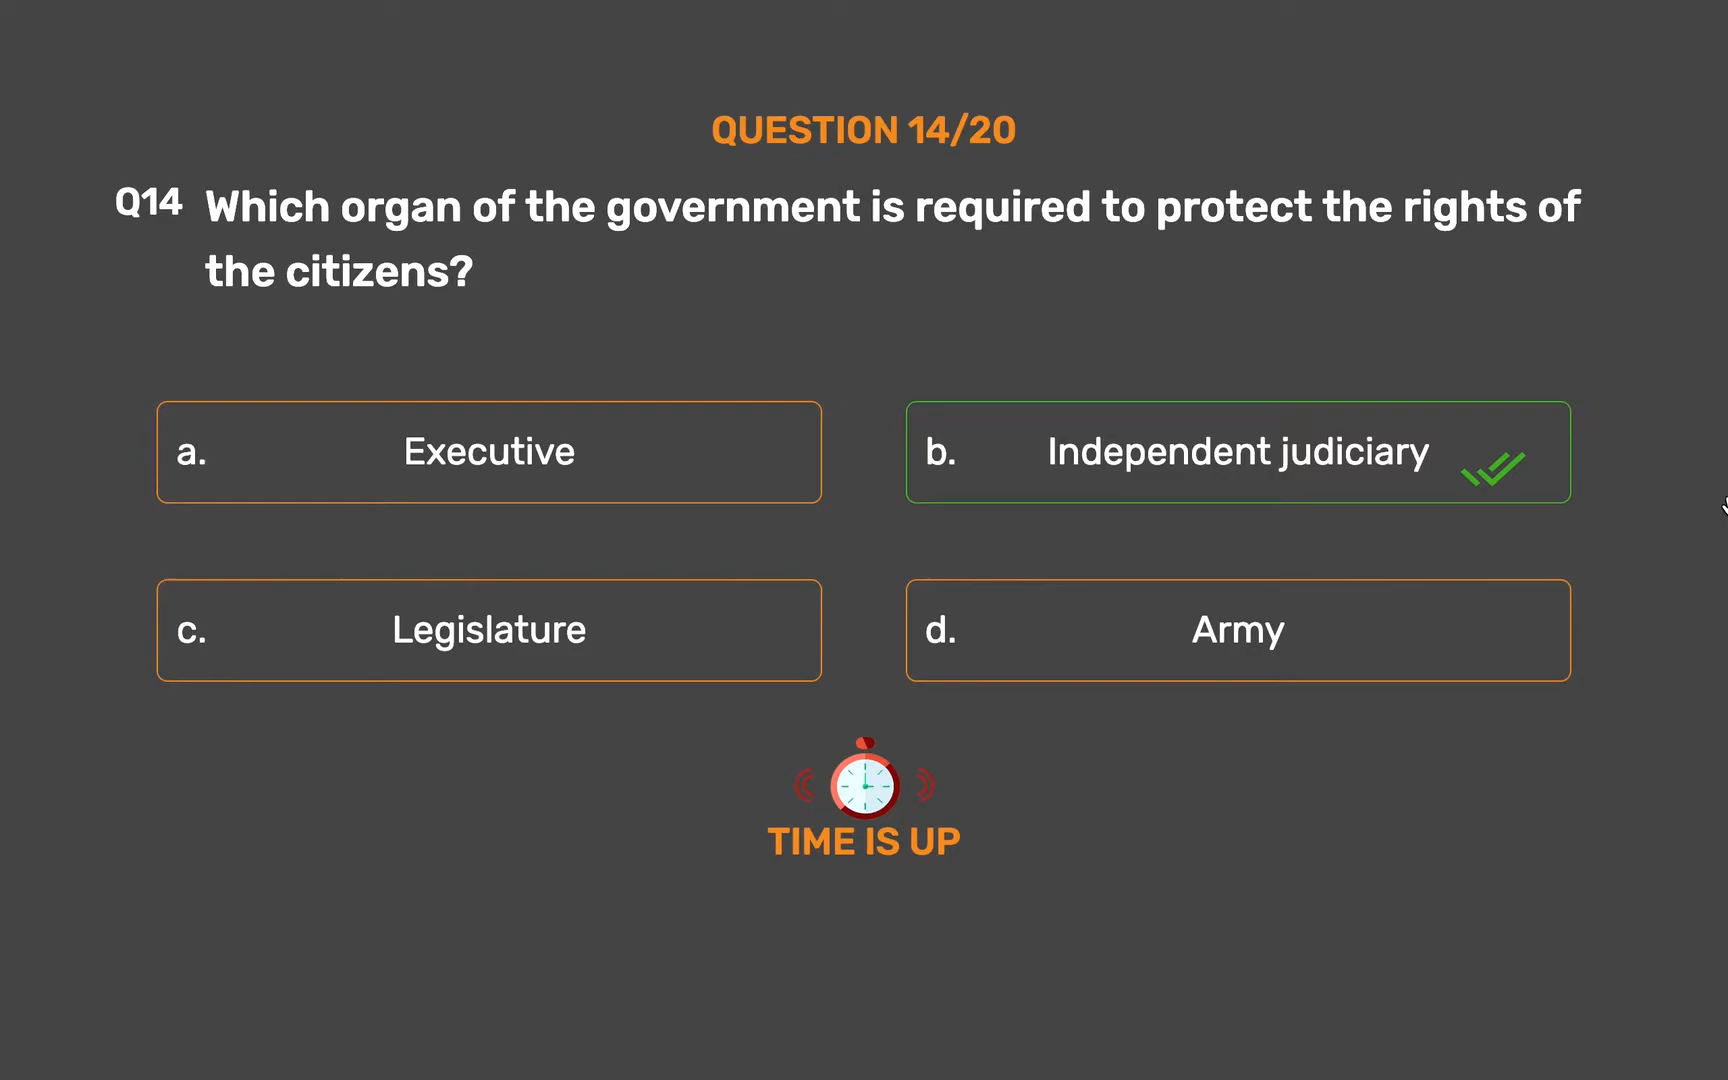 QUESTION 14/20
Q14 Which organ of the government is required to protect the rights of
the citizens?
a. Executive
b. Independent judiciary
c. Legislature
d. Army
TIME IS UP